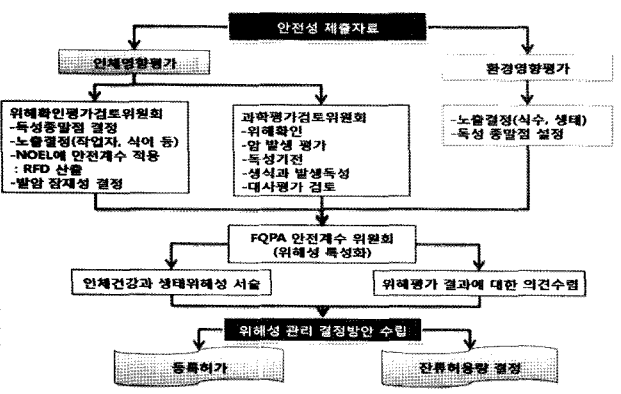 안전성 제출자료
인체영향평가
환경영향평가
위해확인평가검토위원회
-독성종말점 결정
-노출결정(작업자, 식이 등)
-NOEL에 안전계수 적용
: RFD 산출
-발암 잠재성 결정
과학평가검토위원회
-위해확인
-암 발생 평가
-독성기전
-생식과 발생독성
-대사평가 검토
-노출결정(식수, 생태)
-독성 종말점 설정
FQPA 안전계수 위원회
(위해성 특성화)
인체건강과 생태위해성 서술
위해평가 결과에 대한 의견수렴
위해성 관리 결정방안 수립
등록허가
잔류허용량 결정